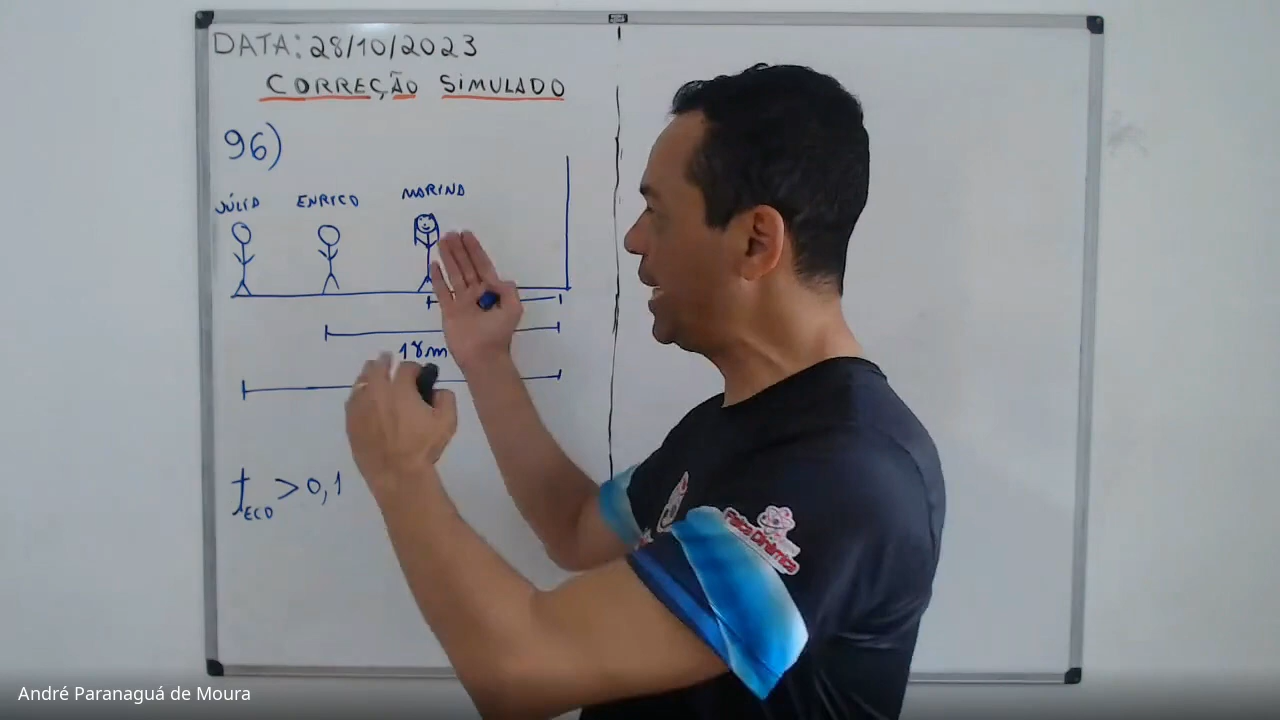 DATA: 28/10/2023
CORREÇÃO SIMULADO
96)
JÚLIA ENRICO MARINA
18m
t ECO > 0,1
Física Dinâmica
André Paranaguá de Moura